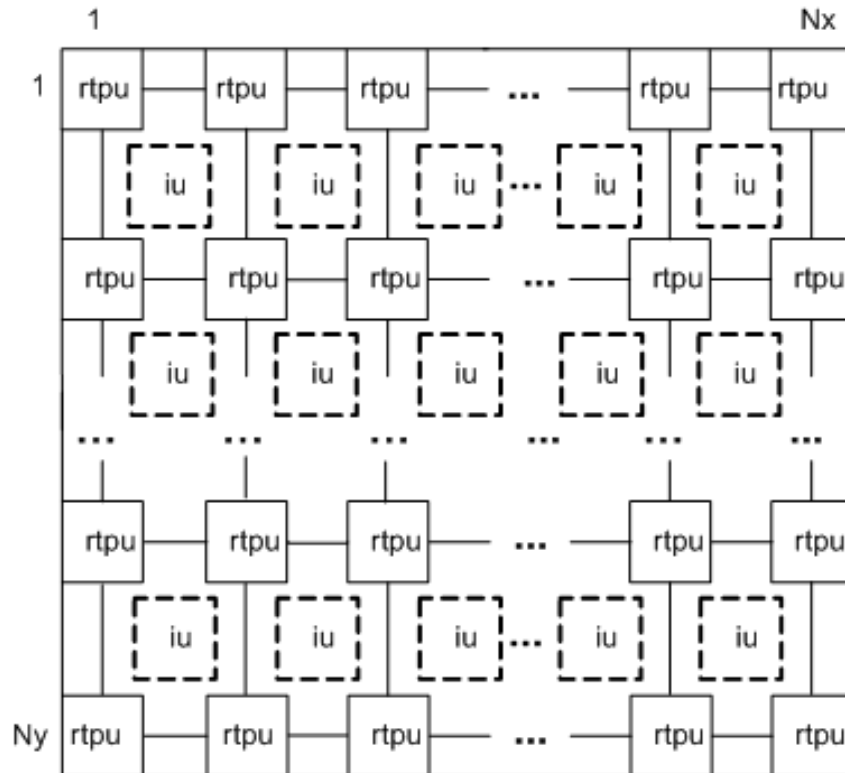 1 Nx
1 rtpu rtpu rtpu ... rtpu rtpu
iu iu iu ... iu iu
rtpu rtpu rtpu ... rtpu rtpu
iu iu iu iu iu
... ... ... ... ... ...
rtpu rtpu rtpu ... rtpu rtpu
iu iu iu ... iu iu
Ny rtpu rtpu rtpu ... rtpu rtpu